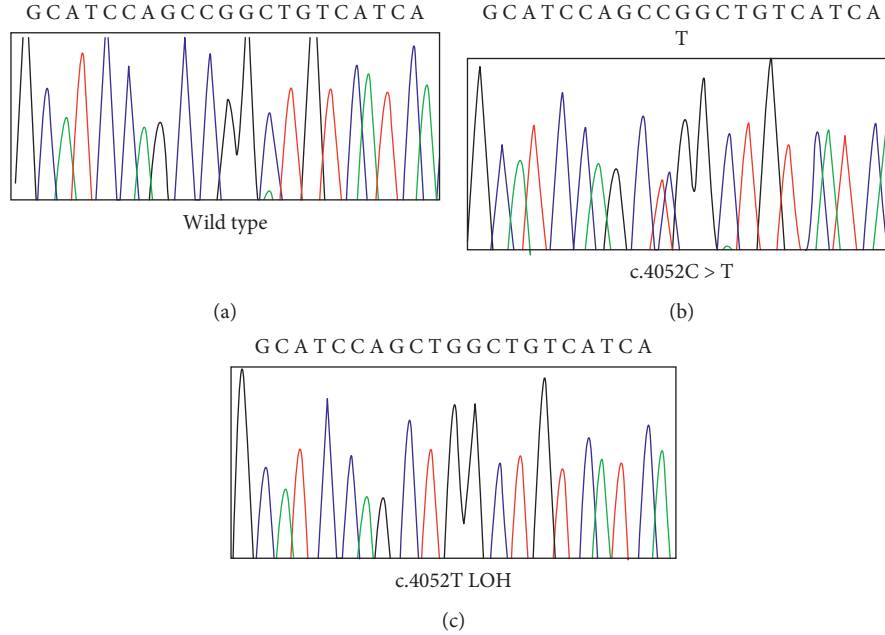 G C A T C C A G C C G G C T G T C A T C A
Wild type
(a)
G C A T C C A G C C G G C T G T C A T C A
T
c.4052C > T
(b)
G C A T C C A G C T G G C T G T C A T C A
c.4052T LOH
(c)